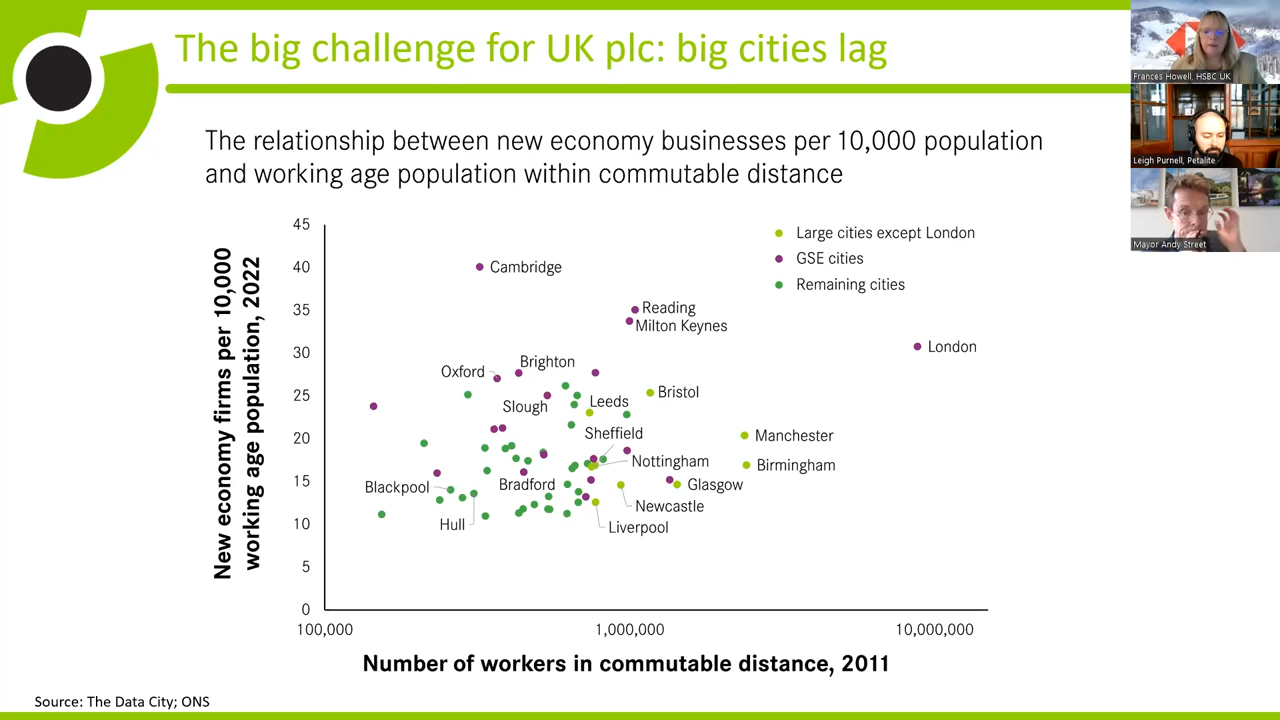 The big challenge for UK plc: big cities lag
Frances Howell, HSBC UK
Leigh Purnell, Petalite
Mayor Andy Street
The relationship between new economy businesses per 10,000 population
and working age population within commutable distance
New economy firms per 10,000
working age population, 2022
45
40
35
30
25
20
15
10
5
0
Large cities except London
GSE cities
Remaining cities
Cambridge
Reading
Milton Keynes
London
Brighton
Oxford
Bristol
Leeds
Slough
Sheffield
Manchester
Nottingham
Birmingham
Blackpool
Bradford
Glasgow
Newcastle
Hull
Liverpool
100,000
1,000,000
10,000,000
Number of workers in commutable distance, 2011
Source: The Data City; ONS